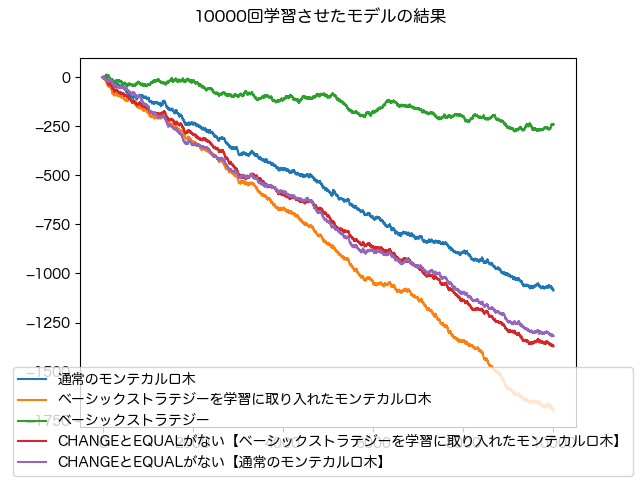 10000回学習させたモデルの結果
0
−250
−500
−750
−1000
−1250
−1500
−1750
通常のモンテカルロ木
ベーシックストラテジーを学習に取り入れたモンテカルロ木
ベーシックストラテジー
CHANGEとEQUALがない【ベーシックストラテジーを学習に取り入れたモンテカルロ木】
CHANGEとEQUALがない【通常のモンテカルロ木】